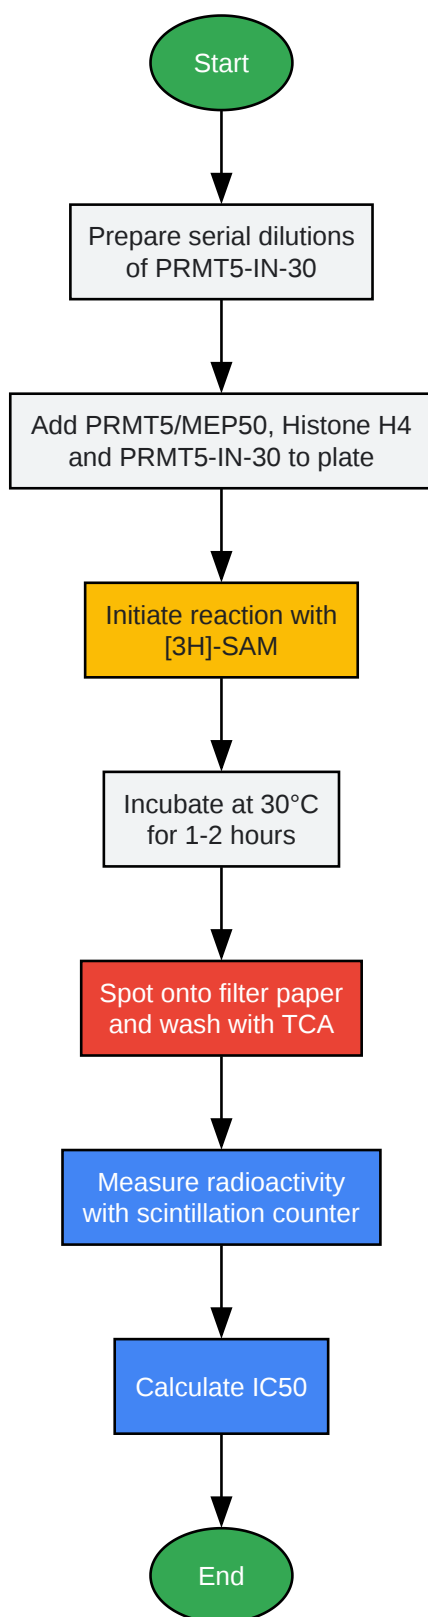 Start
Prepare serial dilutions
of PRMT5-IN-30
Add PRMT5/MEP50, Histone H4
and PRMT5-IN-30 to plate
Initiate reaction with
[3H]-SAM
Incubate at 30°C
for 1-2 hours
Spot onto filter paper
and wash with TCA
Measure radioactivity
with scintillation counter
Calculate IC50
End